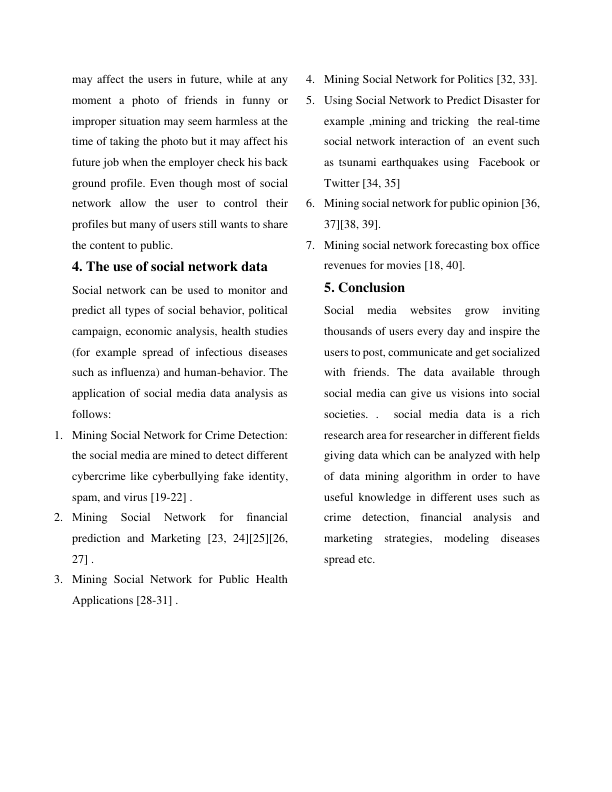 may affect the users in future, while at any
moment a photo of friends in funny or
improper situation may seem harmless at the
time of taking the photo but it may affect his
future job when the employer check his back
ground profile. Even though most of social
network allow the user to control their
profiles but many of users still wants to share
the content to public.
4. The use of social network data
Social network can be used to monitor and
predict all types of social behavior, political
campaign, economic analysis, health studies
(for example spread of infectious diseases
such as influenza) and human-behavior. The
application of social media data analysis as
follows:
1. Mining Social Network for Crime Detection:
the social media are mined to detect different
cybercrime like cyberbullying fake identity,
spam, and virus [19-22] .
2. Mining Social Network for financial
prediction and Marketing [23, 24][25][26,
27] .
3. Mining Social Network for Public Health
Applications [28-31] .
4. Mining Social Network for Politics [32, 33].
5. Using Social Network to Predict Disaster for
example ,mining and tricking  the real-time
social network interaction of  an event such
as tsunami earthquakes using  Facebook or
Twitter [34, 35]
6. Mining social network for public opinion [36,
37][38, 39].
7. Mining social network forecasting box office
revenues for movies [18, 40].
5. Conclusion
Social media websites grow inviting
thousands of users every day and inspire the
users to post, communicate and get socialized
with friends. The data available through
social media can give us visions into social
societies. .  social media data is a rich
research area for researcher in different fields
giving data which can be analyzed with help
of data mining algorithm in order to have
useful knowledge in different uses such as
crime detection, financial analysis and
marketing strategies, modeling diseases
spread etc.